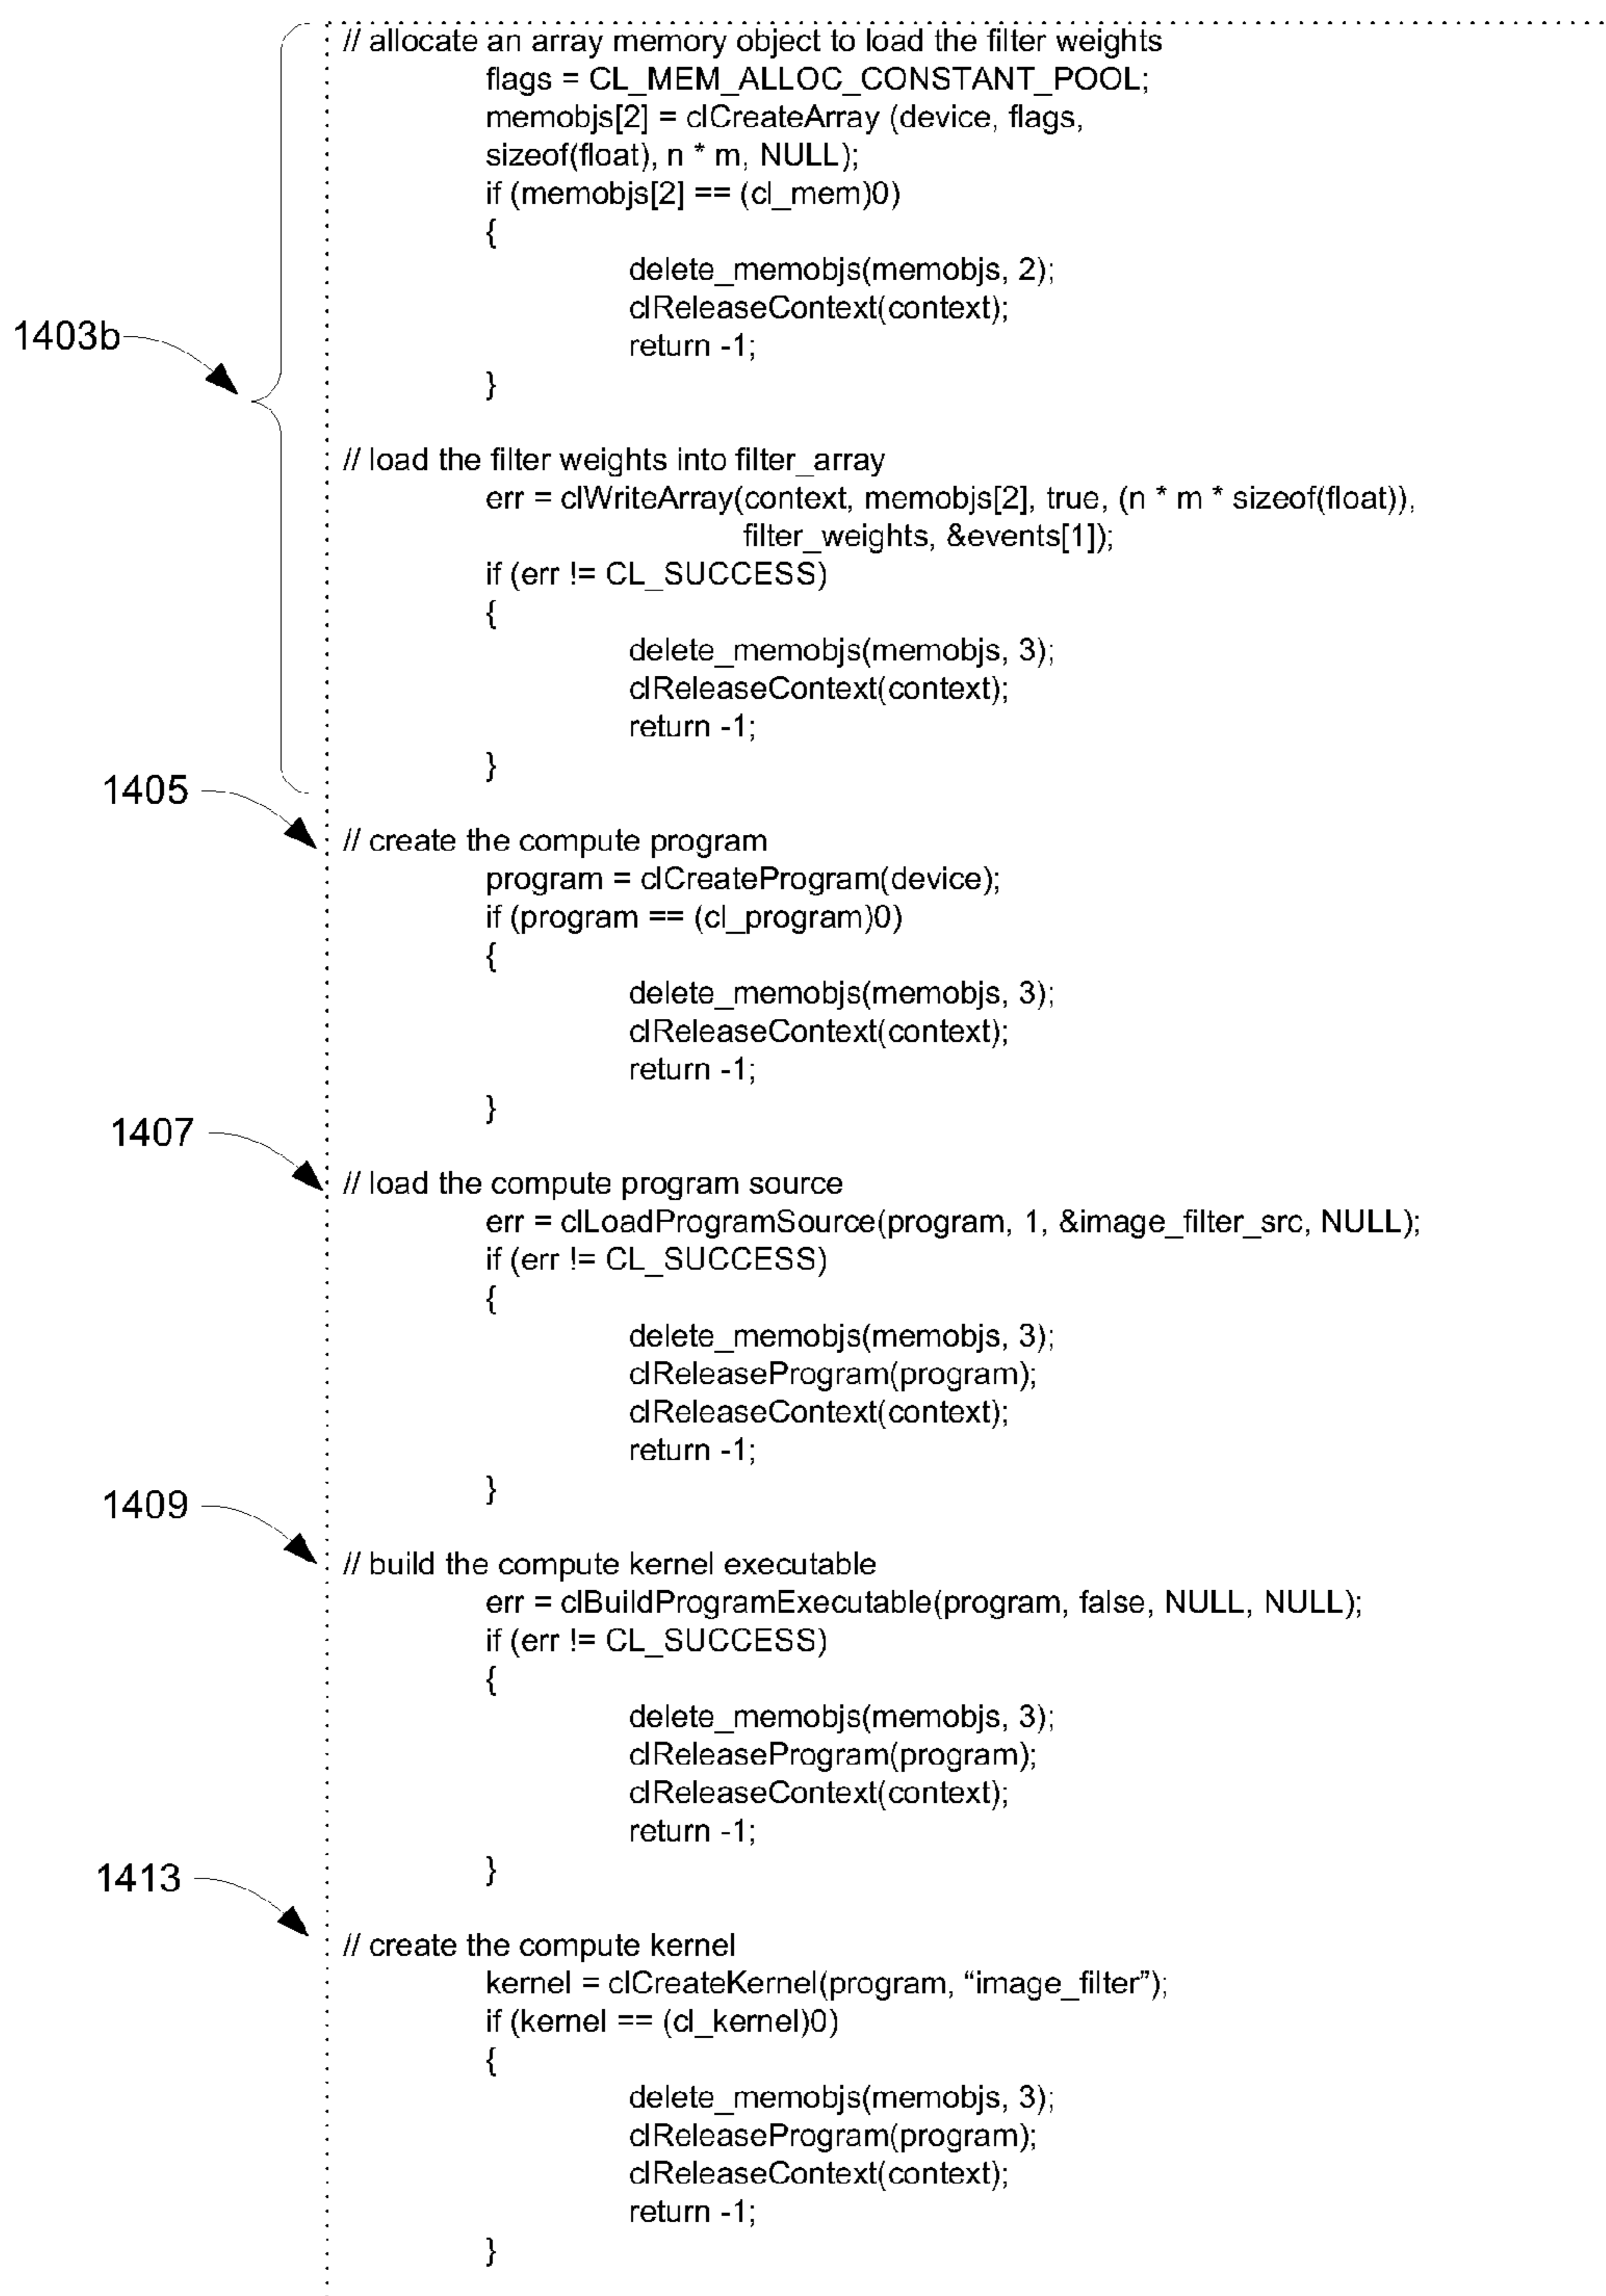 // allocate an array memory object to load the filter weights
flags = CL_MEM_ALLOC_CONSTANT_POOL;
memobjs[2] = clCreateArray (device, flags,
sizeof(float), n * m, NULL);
if (memobjs[2] == (cl_mem)0)
{
delete_memobjs(memobjs, 2);
clReleaseContext(context);
1403b
return -1;
}
// load the filter weights into filter_array
err = clWriteArray(context, memobjs[2], true, (n * m * sizeof(float)),
filter_weights, &events[1]);
if (err != CL_SUCCESS)
{
delete_memobjs(memobjs, 3);
clReleaseContext(context);
return -1;
}
1405
// create the compute program
program = clCreateProgram(device);
if (program == (cl_program)0)
{
delete_memobjs(memobjs, 3);
clReleaseContext(context);
return -1;
}
1407
// load the compute program source
err = clLoadProgramSource(program, 1, &image_filter_src, NULL);
if (err != CL_SUCCESS)
{
delete_memobjs(memobjs, 3);
clReleaseProgram(program);
clReleaseContext(context);
return -1;
}
1409
// build the compute kernel executable
err = clBuildProgramExecutable(program, false, NULL, NULL);
if (err != CL_SUCCESS)
{
delete_memobjs(memobjs, 3);
clReleaseProgram(program);
clReleaseContext(context);
return -1;
}
1413
// create the compute kernel
kernel = clCreateKernel(program, “image_filter”);
if (kernel == (cl_kernel)0)
{
delete_memobjs(memobjs, 3);
clReleaseProgram(program);
clReleaseContext(context);
return -1;
}